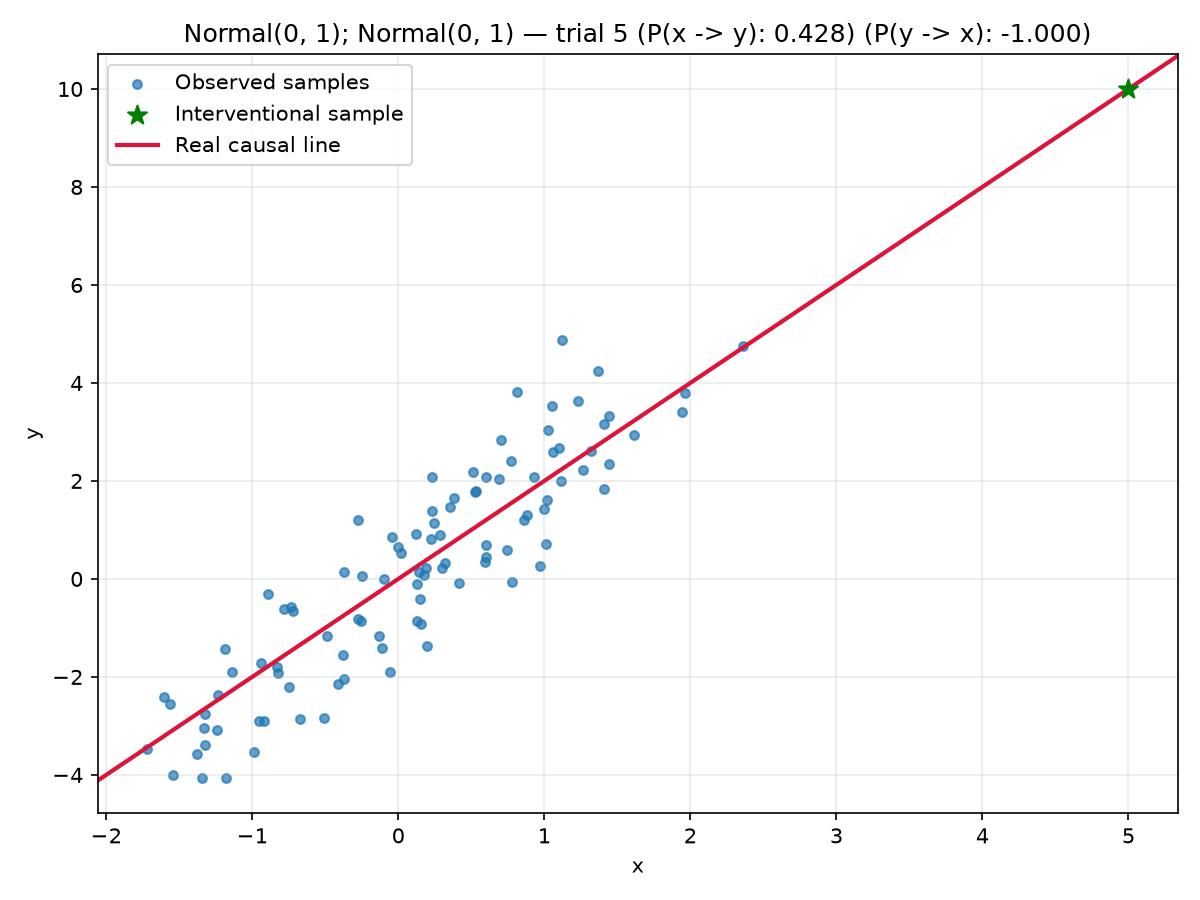 Normal(0, 1); Normal(0, 1) — trial 5 (P(x -> y): 0.428) (P(y -> x): -1.000)
Observed samples
Interventional sample
Real causal line
10
8
6
4
2
0
−2
−4
y
−2 −1 0 1 2 3 4 5
x